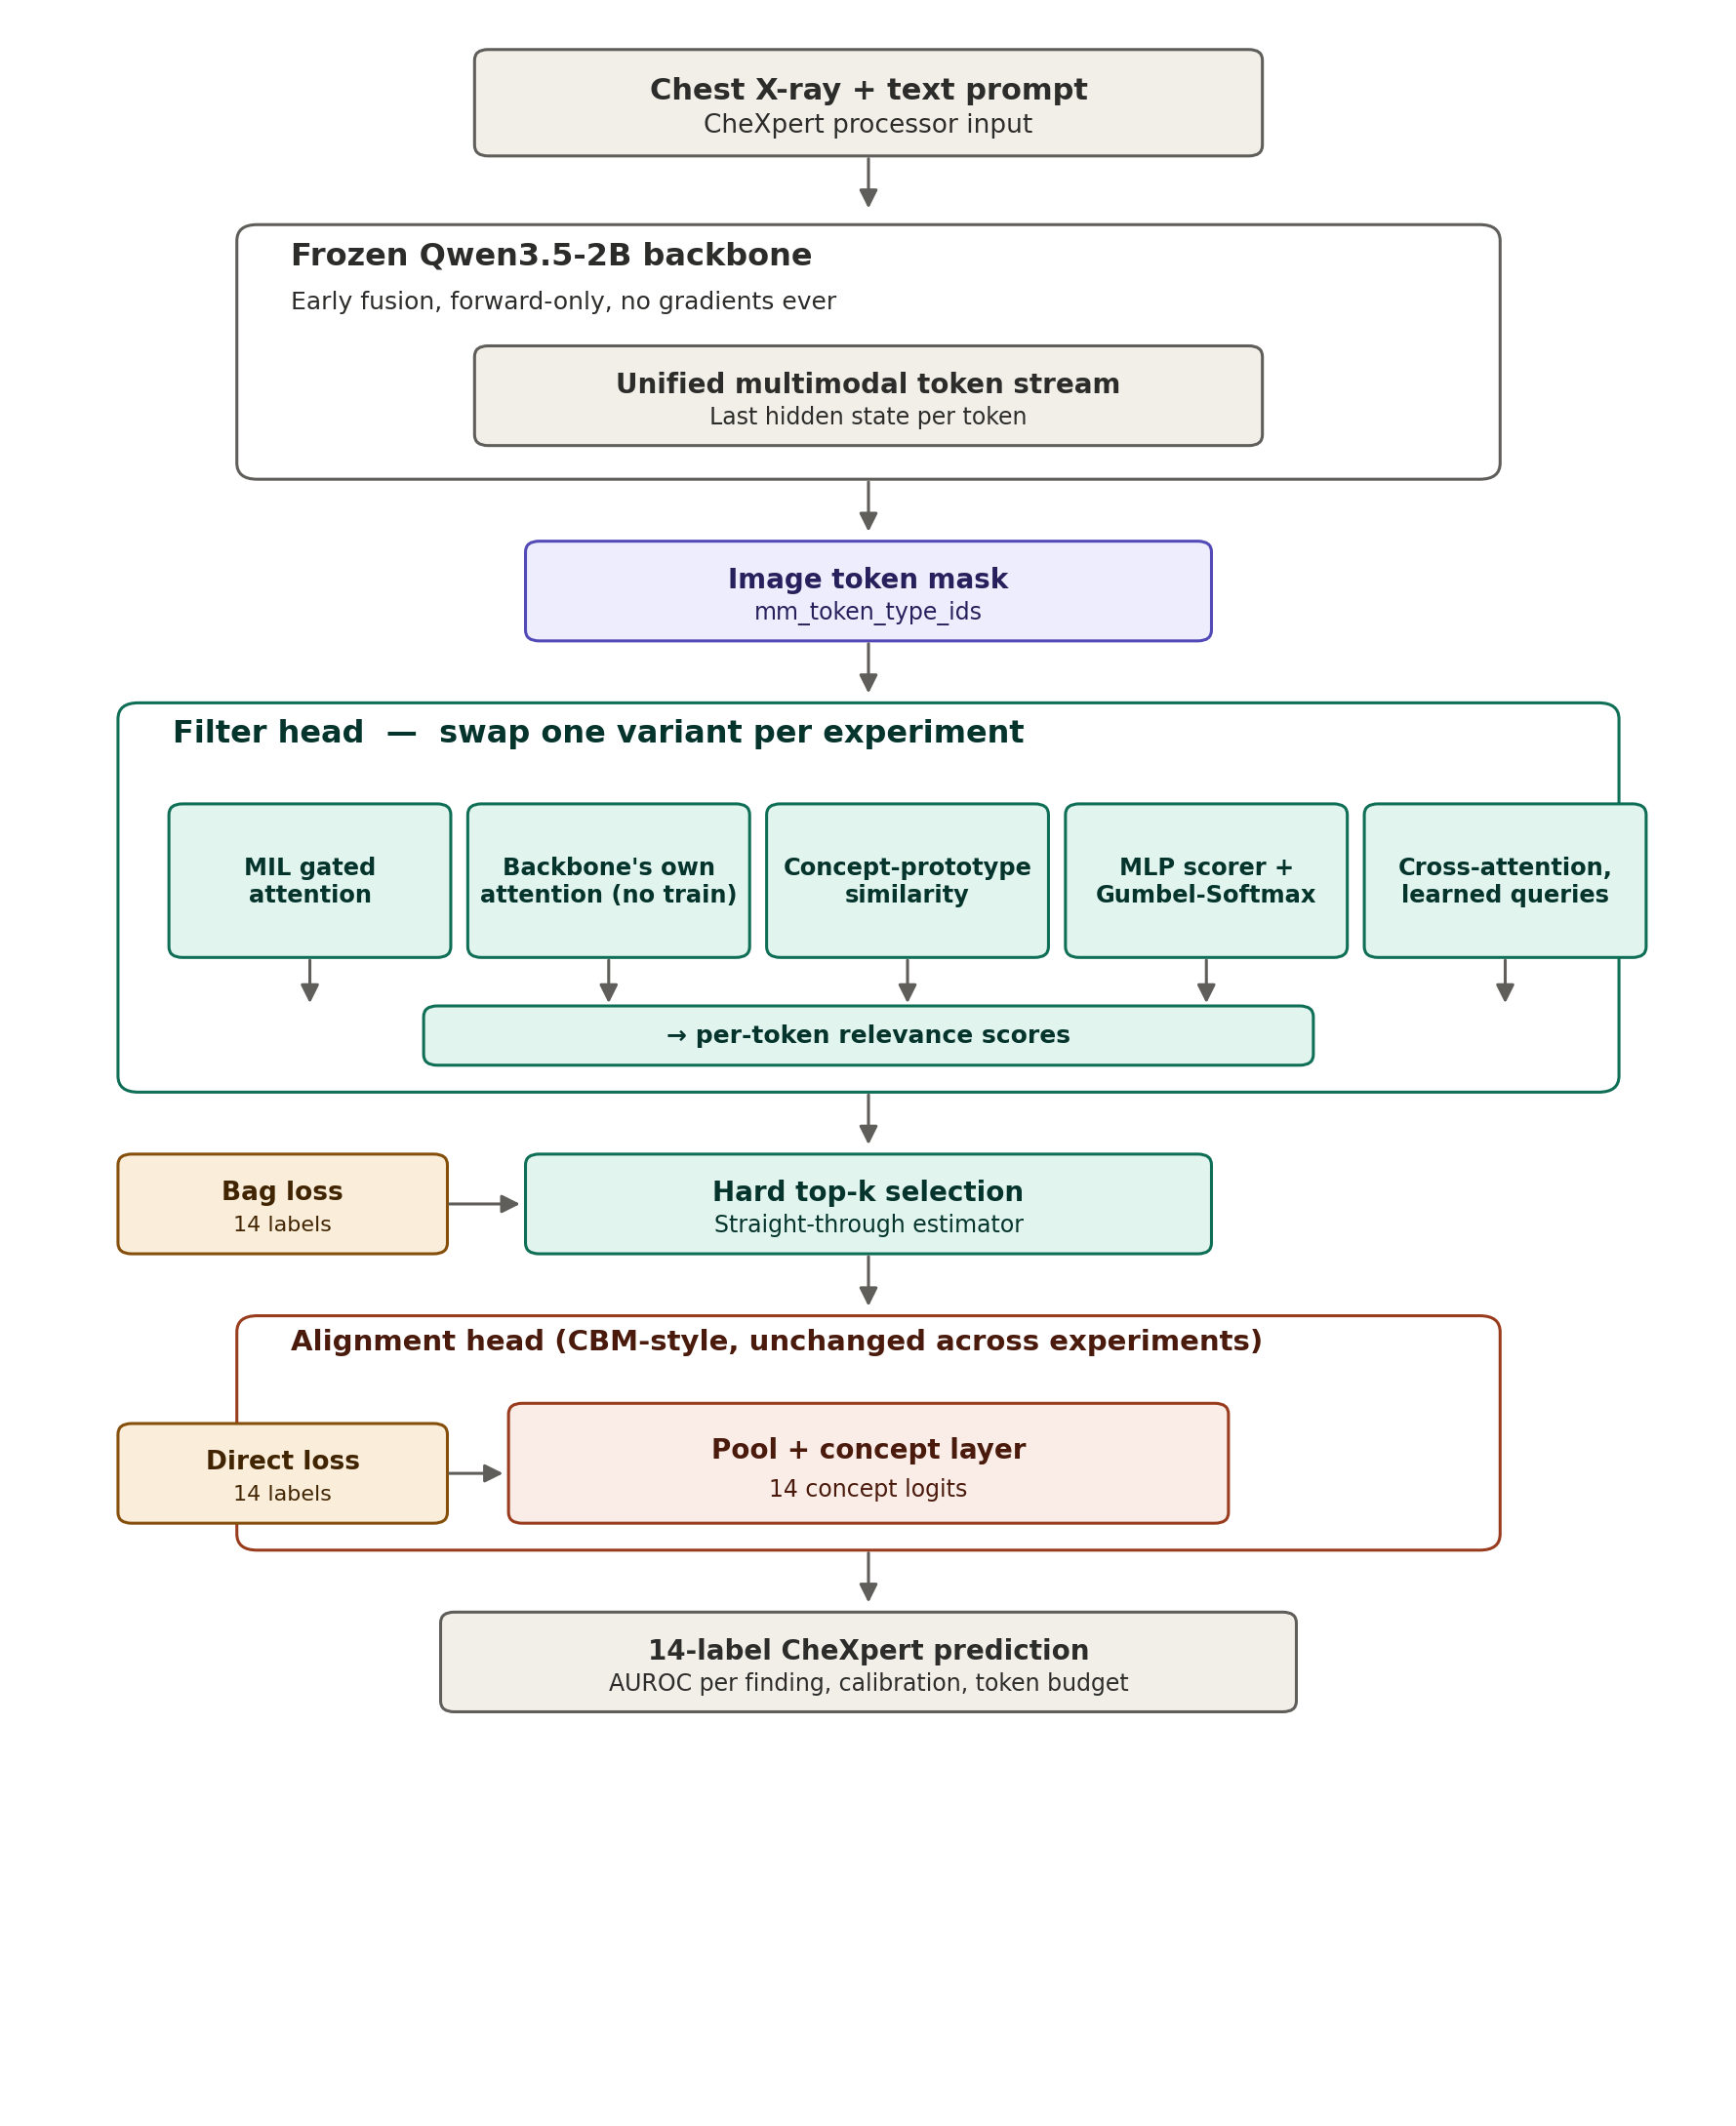 Chest X-ray + text prompt
CheXpert processor input
Frozen Qwen3.5-2B backbone
Early fusion, forward-only, no gradients ever
Unified multimodal token stream
Last hidden state per token
Image token mask
mm_token_type_ids
Filter head — swap one variant per experiment
MIL gated
attention
Backbone's own
attention (no train)
Concept-prototype
similarity
MLP scorer +
Gumbel-Softmax
Cross-attention,
learned queries
→ per-token relevance scores
Bag loss
14 labels
Hard top-k selection
Straight-through estimator
Alignment head (CBM-style, unchanged across experiments)
Direct loss
14 labels
Pool + concept layer
14 concept logits
14-label CheXpert prediction
AUROC per finding, calibration, token budget